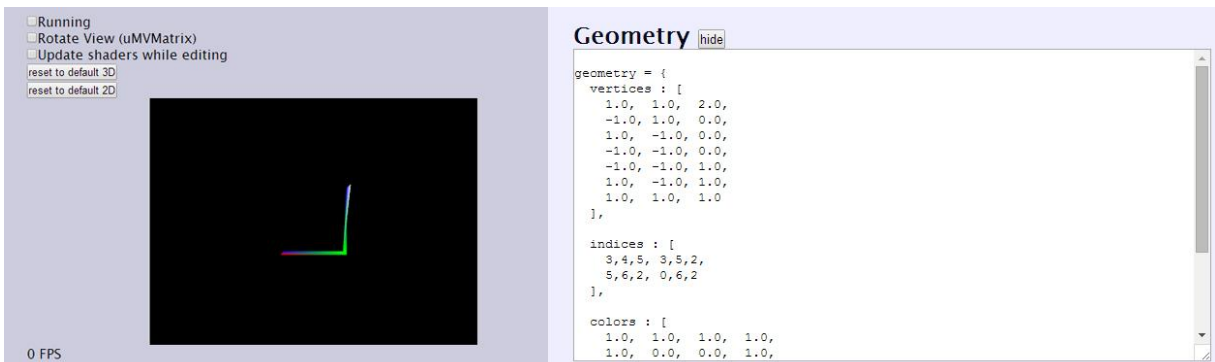 Running
Rotate View (uMVMatrix)
Update shaders while editing
reset to default 3D
reset to default 2D
0 FPS
Geometry hide
geometry = {
vertices : [
1.0, 1.0, 2.0,
-1.0, 1.0, 0.0,
1.0, -1.0, 0.0,
-1.0, -1.0, 0.0,
-1.0, -1.0, 1.0,
1.0, -1.0, 1.0,
1.0, 1.0, 1.0
],
indices : [
3,4,5, 3,5,2,
5,6,2, 0,6,2
],
colors : [
1.0, 1.0, 1.0, 1.0,
1.0, 0.0, 0.0, 1.0,